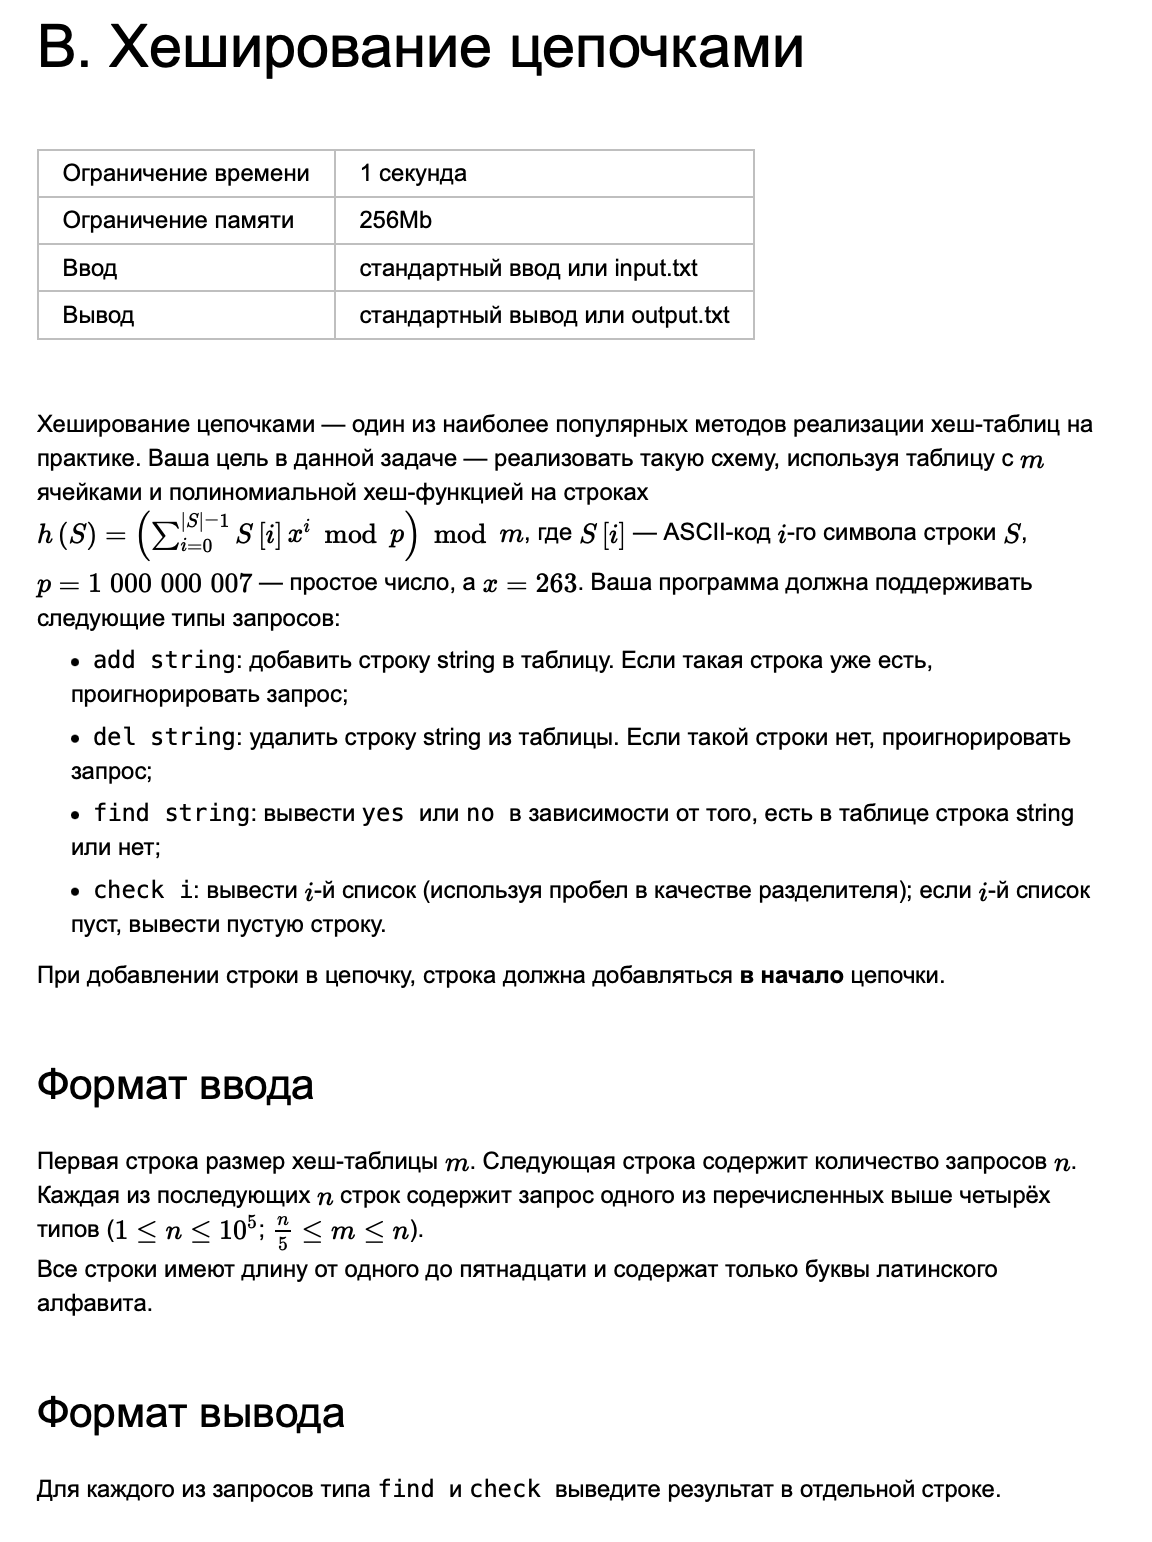 B. Хеширование цепочками
Ограничение времени 1 секунда
Ограничение памяти 256Mb
Ввод стандартный ввод или input.txt
Вывод стандартный вывод или output.txt
Хеширование цепочками — один из наиболее популярных методов реализации хеш-таблиц на
практике. Ваша цель в данной задаче — реализовать такую схему, используя таблицу с m
ячейками и полиномиальной хеш-функцией на строках
h (S) = (∑_{i=0}^{|S|−1} S [i] x^i mod p) mod m, где S [i] — ASCII-код i-го символа строки S,
p = 1 000 000 007 — простое число, а x = 263. Ваша программа должна поддерживать
следующие типы запросов:
• add string: добавить строку string в таблицу. Если такая строка уже есть,
проигнорировать запрос;
• del string: удалить строку string из таблицы. Если такой строки нет, проигнорировать
запрос;
• find string: вывести yes или no в зависимости от того, есть в таблице строка string
или нет;
• check i: вывести i-й список (используя пробел в качестве разделителя); если i-й список
пуст, вывести пустую строку.
При добавлении строки в цепочку, строка должна добавляться в начало цепочки.
Формат ввода
Первая строка размер хеш-таблицы m. Следующая строка содержит количество запросов n.
Каждая из последующих n строк содержит запрос одного из перечисленных выше четырёх
типов (1 ≤ n ≤ 10^5; n/5 ≤ m ≤ n).
Все строки имеют длину от одного до пятнадцати и содержат только буквы латинского
алфавита.
Формат вывода
Для каждого из запросов типа find и check выведите результат в отдельной строке.